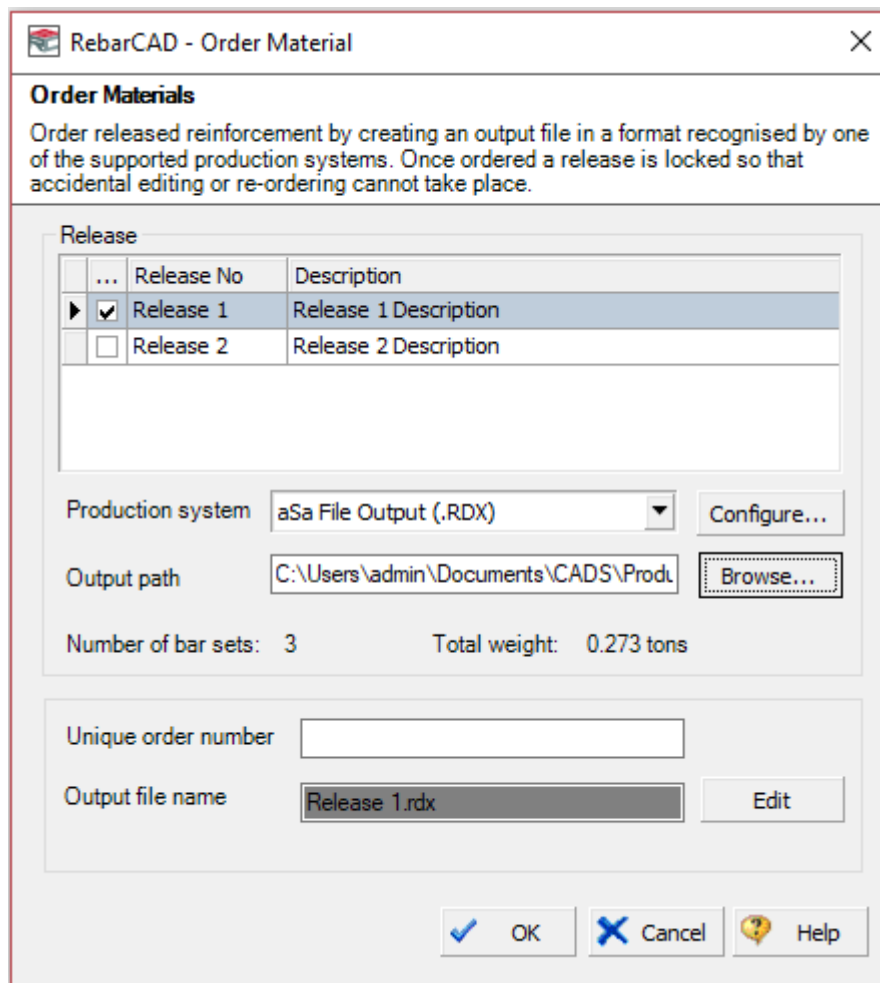 RebarCAD - Order Material
Order Materials
Order released reinforcement by creating an output file in a format recognised by one
of the supported production systems. Once ordered a release is locked so that
accidental editing or re-ordering cannot take place.
Release
... Release No Description
Release 1 Release 1 Description
Release 2 Release 2 Description
Production system aSa File Output (.RDX) Configure...
Output path C:\Users\admin\Documents\CADS\Produ Browse...
Number of bar sets: 3 Total weight: 0.273 tons
Unique order number
Output file name Release 1.rdx Edit
OK Cancel Help